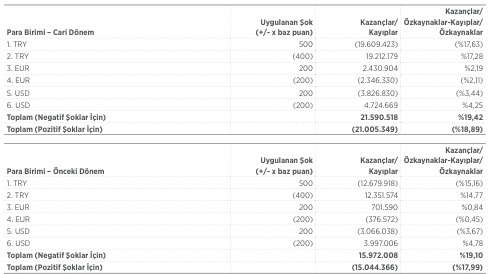 Kazançlar/
Uygulanan Şok Kazançlar/ Özkaynaklar-Kayıplar/
Para Birimi – Cari Dönem (+/- x baz puan) Kayıplar Özkaynaklar
1. TRY 500 (19.609.423) (%17,63)
2. TRY (400) 19.212.179 %17,28
3. EUR 200 2.430.904 %2,19
4. EUR (200) (2.346.330) (%2,11)
5. USD 200 (3.826.830) (%3,44)
6. USD (200) 4.724.669 %4,25
Toplam (Negatif Şoklar İçin) 21.590.518 %19,42
Toplam (Pozitif Şoklar İçin) (21.005.349) (%18,89)
Kazançlar/
Uygulanan Şok Kazançlar/ Özkaynaklar-Kayıplar/
Para Birimi – Önceki Dönem (+/- x baz puan) Kayıplar Özkaynaklar
1. TRY 500 (12.679.918) (%15,16)
2. TRY (400) 12.351.574 %14,77
3. EUR 200 701.590 %0,84
4. EUR (200) (376.572) (%0,45)
5. USD 200 (3.066.038) (%3,67)
6. USD (200) 3.997.006 %4,78
Toplam (Negatif Şoklar İçin) 15.972.008 %19,10
Toplam (Pozitif Şoklar İçin) (15.044.366) (%17,99)